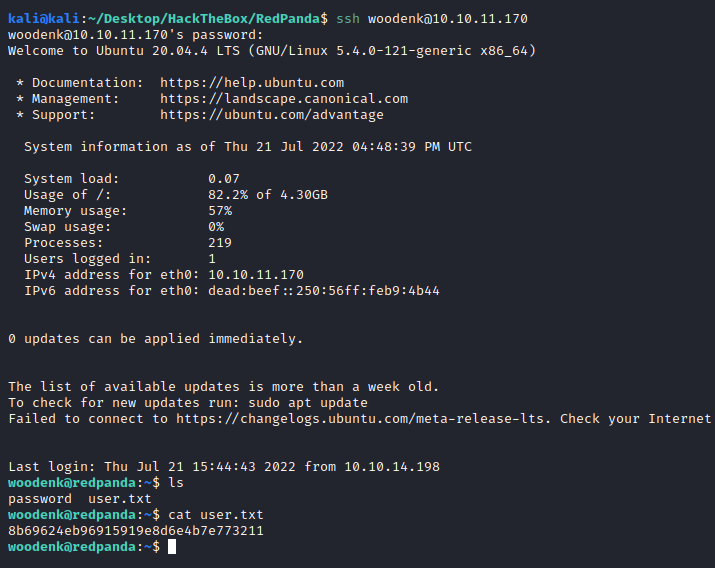 kali@kali:~/Desktop/HackTheBox/RedPanda$ ssh woodenk@10.10.11.170
woodenk@10.10.11.170's password:
Welcome to Ubuntu 20.04.4 LTS (GNU/Linux 5.4.0-121-generic x86_64)
* Documentation:  https://help.ubuntu.com
* Management:     https://landscape.canonical.com
* Support:        https://ubuntu.com/advantage
System information as of Thu 21 Jul 2022 04:48:39 PM UTC
System load:           0.07
Usage of /:            82.2% of 4.30GB
Memory usage:          57%
Swap usage:            0%
Processes:             219
Users logged in:       1
IPv4 address for eth0: 10.10.11.170
IPv6 address for eth0: dead:beef::250:56ff:feb9:4b44
0 updates can be applied immediately.
The list of available updates is more than a week old.
To check for new updates run: sudo apt update
Failed to connect to https://changelogs.ubuntu.com/meta-release-lts. Check your Internet
Last login: Thu Jul 21 15:44:43 2022 from 10.10.14.198
woodenk@redpanda:~$ ls
password  user.txt
woodenk@redpanda:~$ cat user.txt
8b69624eb96915919e8d6e4b7e773211
woodenk@redpanda:~$